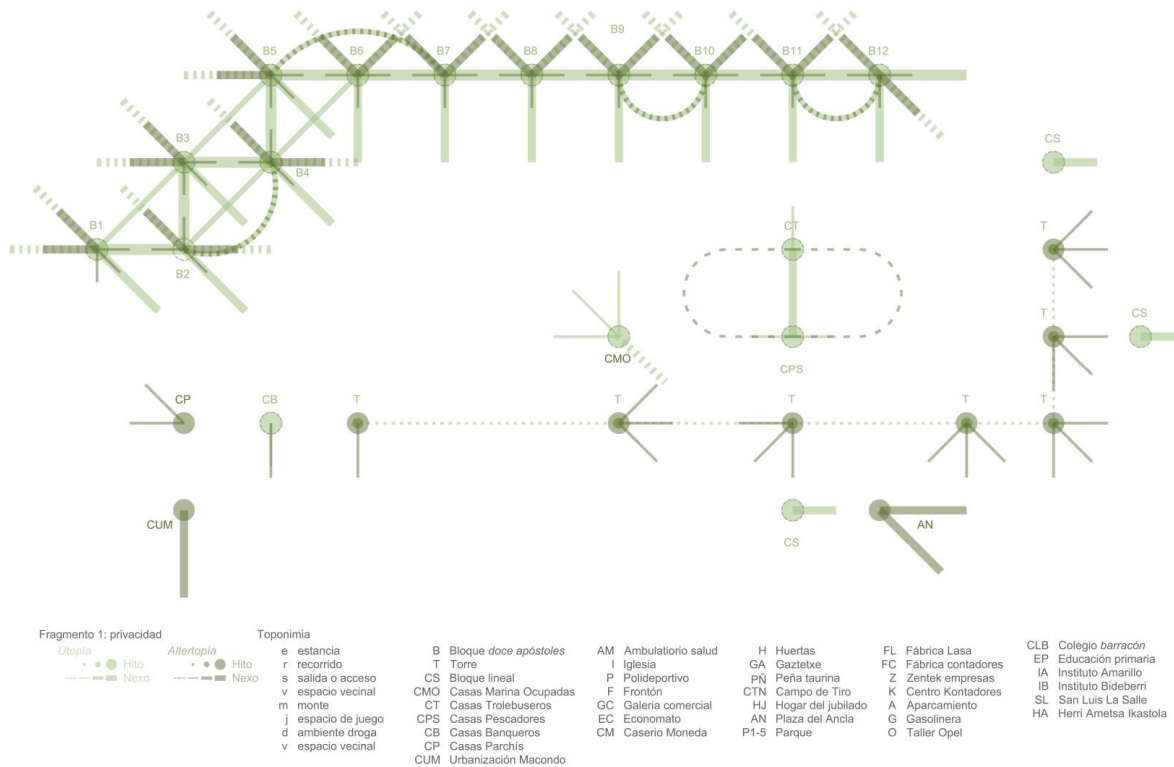 B9
B5 B6 B7 B8 B10 B11 B12
B3 CS
B4
B1 CT T
B2
T CS
CMO
CPS
CP CB T T T T T
CUM AN
CS
Fragmento 1: privacidad
Utopía Altertopía
Hito Hito
Nexo Nexo
Toponimia
e estancia
r recorrido
s salida o acceso
v espacio vecinal
m monte
j espacio de juego
d ambiente droga
v espacio vecinal
B Bloque doce apóstoles
T Torre
CS Bloque lineal
CMO Casas Marina Ocupadas
CT Casas Trolebuseros
CPS Casas Pescadores
CB Casas Banqueros
CP Casas Parchís
CUM Urbanización Macondo
AM Ambulatiorio salud
I Iglesia
P Polideportivo
F Frontón
GC Galeria comercial
EC Economato
CM Caserio Moneda
H Huertas
GA Gaztetxe
PÑ Peña taurina
CTN Campo de Tiro
HJ Hogar del jubilado
AN Plaza del Ancla
P1-5 Parque
FL Fábrica Lasa
FC Fábrica contadores
Z Zentek empresas
K Centro Kontadores
A Aparcamiento
G Gasolinera
O Taller Opel
CLB Colegio barracón
EP Educación primaria
IA Instituto Amarillo
IB Instituto Bideberri
SL San Luis La Salle
HA Herri Ametsa Ikastola